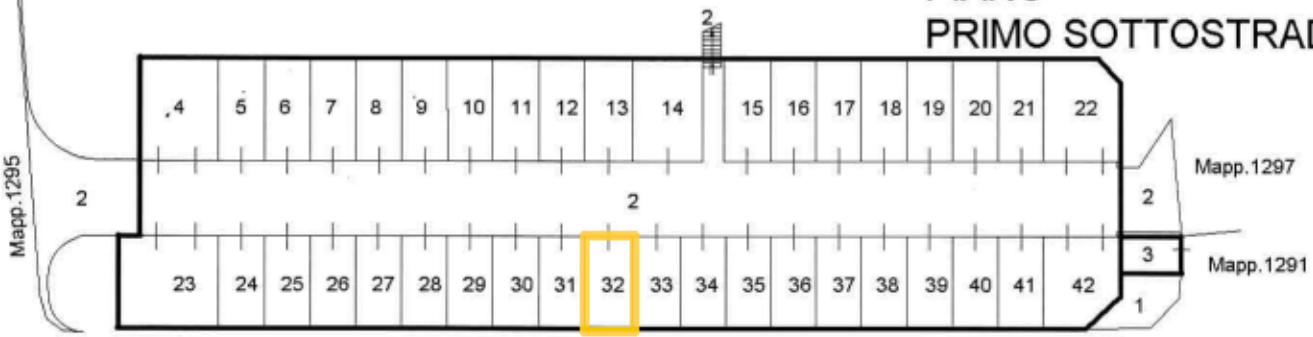 PRIMO SOTTOSTRAD
2
4 5 6 7 8 9 10 11 12 13 14 15 16 17 18 19 20 21 22
Mapp.1295
2
2
2
Mapp.1297
23 24 25 26 27 28 29 30 31 32 33 34 35 36 37 38 39 40 41 42
3
Mapp.1291
1